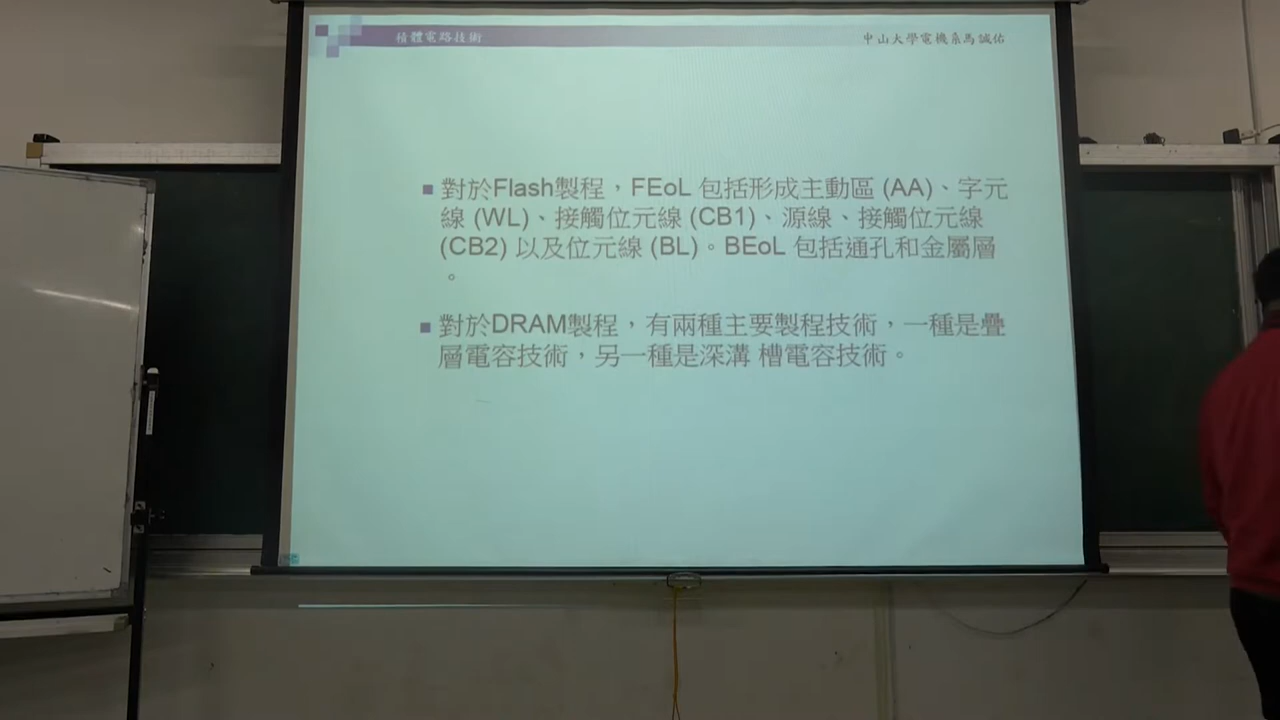 積體電路技術
中山大學電機系馬誠佑
■ 對於Flash製程，FEoL 包括形成主動區 (AA)、字元
線 (WL)、接觸位元線 (CB1)、源線、接觸位元線
(CB2) 以及位元線 (BL)。BEoL 包括通孔和金屬層
。
■ 對於DRAM製程，有兩種主要製程技術，一種是疊
層電容技術，另一種是深溝 槽電容技術。